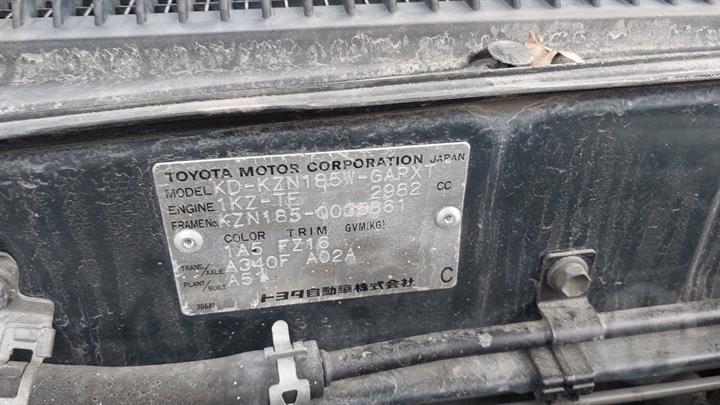 TOYOTA MOTOR CORPORATION JAPAN
MODEL KD-KZN185W-GAPXT
ENGINE 1KZ-TE 2982 CC
FRAME No. KZN185-
COLOR TRIM GVM(KG)
1A5 FZ16
TRANS./AXLE A340F A02A
PLANT/BUILT A51
トヨタ自動車株式会社 C